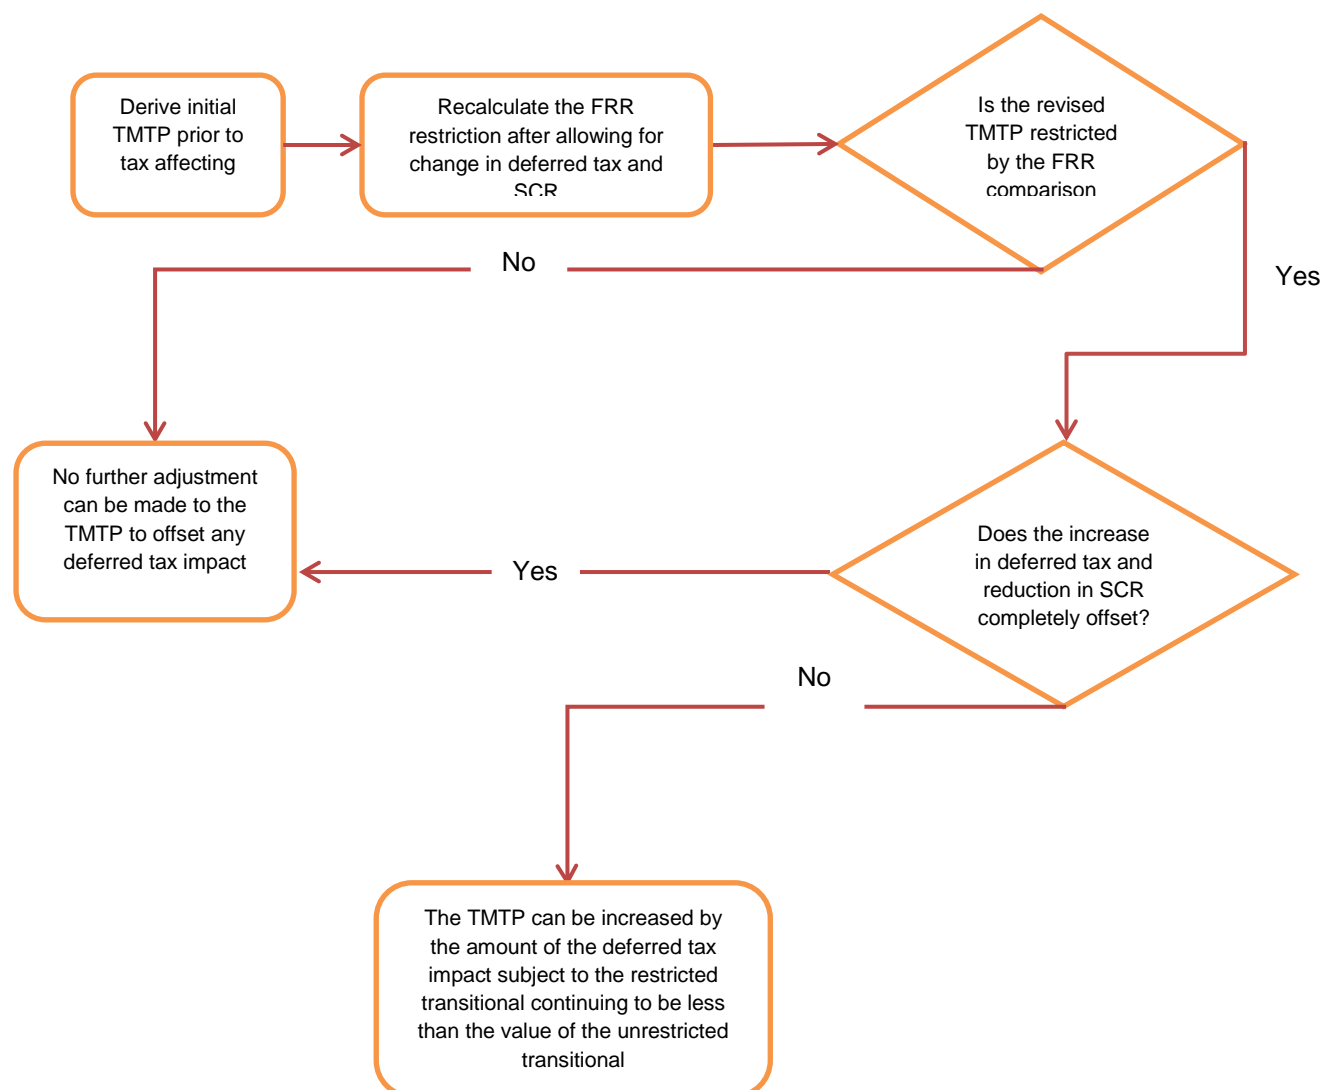 Derive initial
TMTP prior to
tax affecting
Recalculate the FRR
restriction after allowing for
change in deferred tax and
SCR
Is the revised
TMTP restricted
by the FRR
comparison
No
Yes
No further adjustment
can be made to the
TMTP to offset any
deferred tax impact
Yes
Does the increase
in deferred tax and
reduction in SCR
completely offset?
No
The TMTP can be increased by
the amount of the deferred tax
impact subject to the restricted
transitional continuing to be less
than the value of the unrestricted
transitional